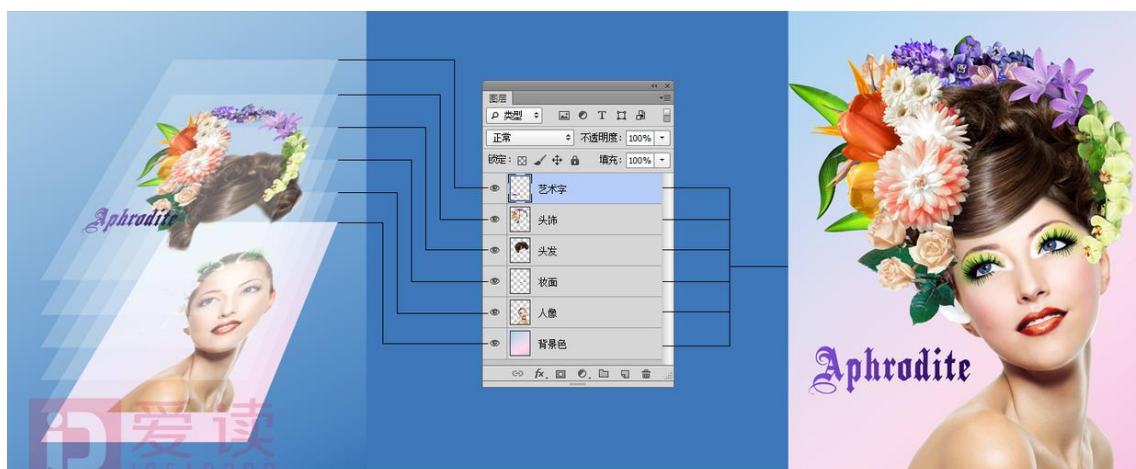 图层
类型
T
正常
不透明度: 100%
锁定:
填充: 100%
艺术字
头饰
头发
妆面
人像
背景色
fx
Aphrodite
Aphrodite
爱读